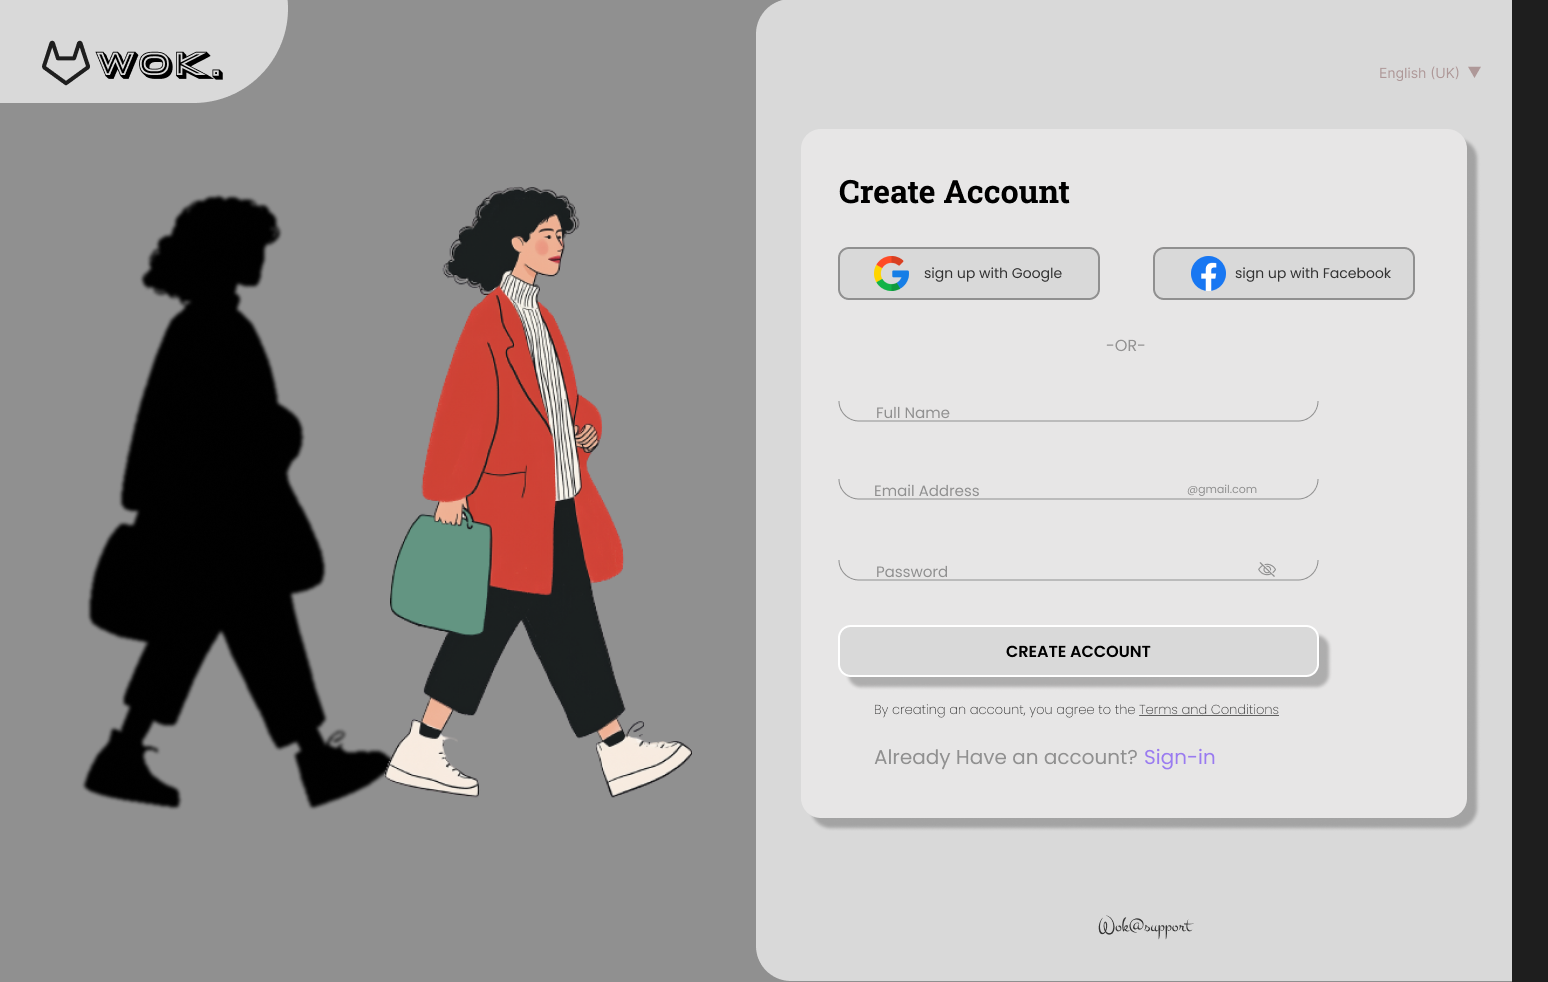 WOK.
English (UK) ▼
Create Account
sign up with Google
sign up with Facebook
-OR-
Full Name
Email Address @gmail.com
Password
CREATE ACCOUNT
By creating an account, you agree to the Terms and Conditions
Already Have an account? Sign-in
Wok@support